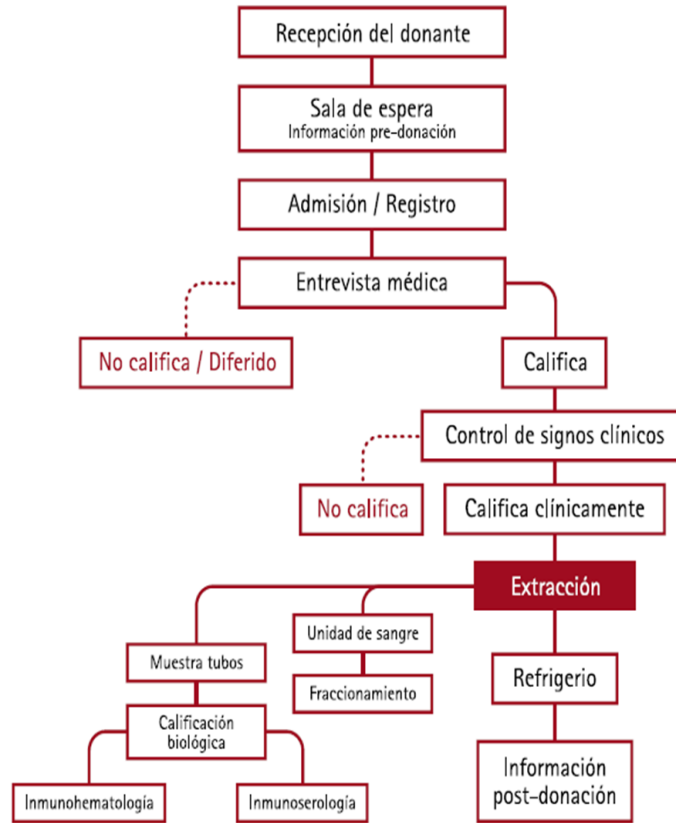 Recepción del donante
Sala de espera
Información pre-donación
Admisión / Registro
Entrevista médica
No califica / Diferido
Califica
Control de signos clínicos
No califica
Califica clínicamente
Extracción
Muestra tubos
Unidad de sangre
Refrigerio
Fraccionamiento
Calificación
biológica
Inmunohematología
Inmunoserología
Información
post-donación